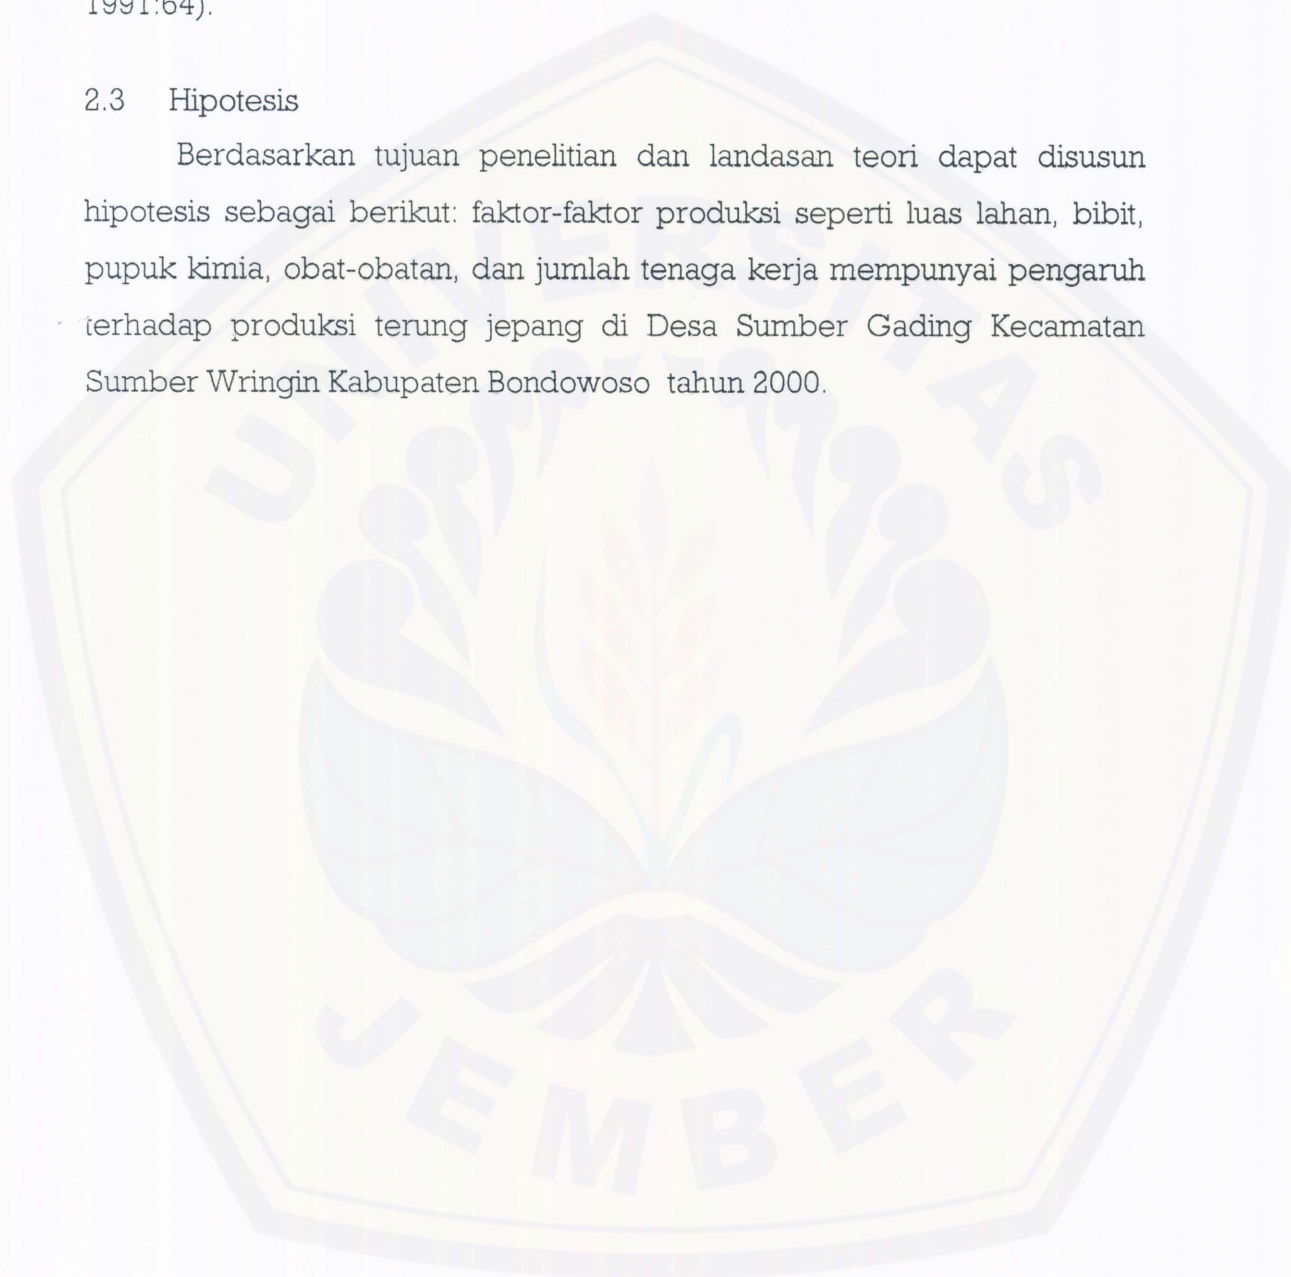 1991:64).
2.3 Hipotesis
Berdasarkan tujuan penelitian dan landasan teori dapat disusun
hipotesis sebagai berikut: faktor-faktor produksi seperti luas lahan, bibit,
pupuk kimia, obat-obatan, dan jumlah tenaga kerja mempunyai pengaruh
terhadap produksi terung jepang di Desa Sumber Gading Kecamatan
Sumber Wringin Kabupaten Bondowoso tahun 2000.
UNIVERSITAS
JEMBER